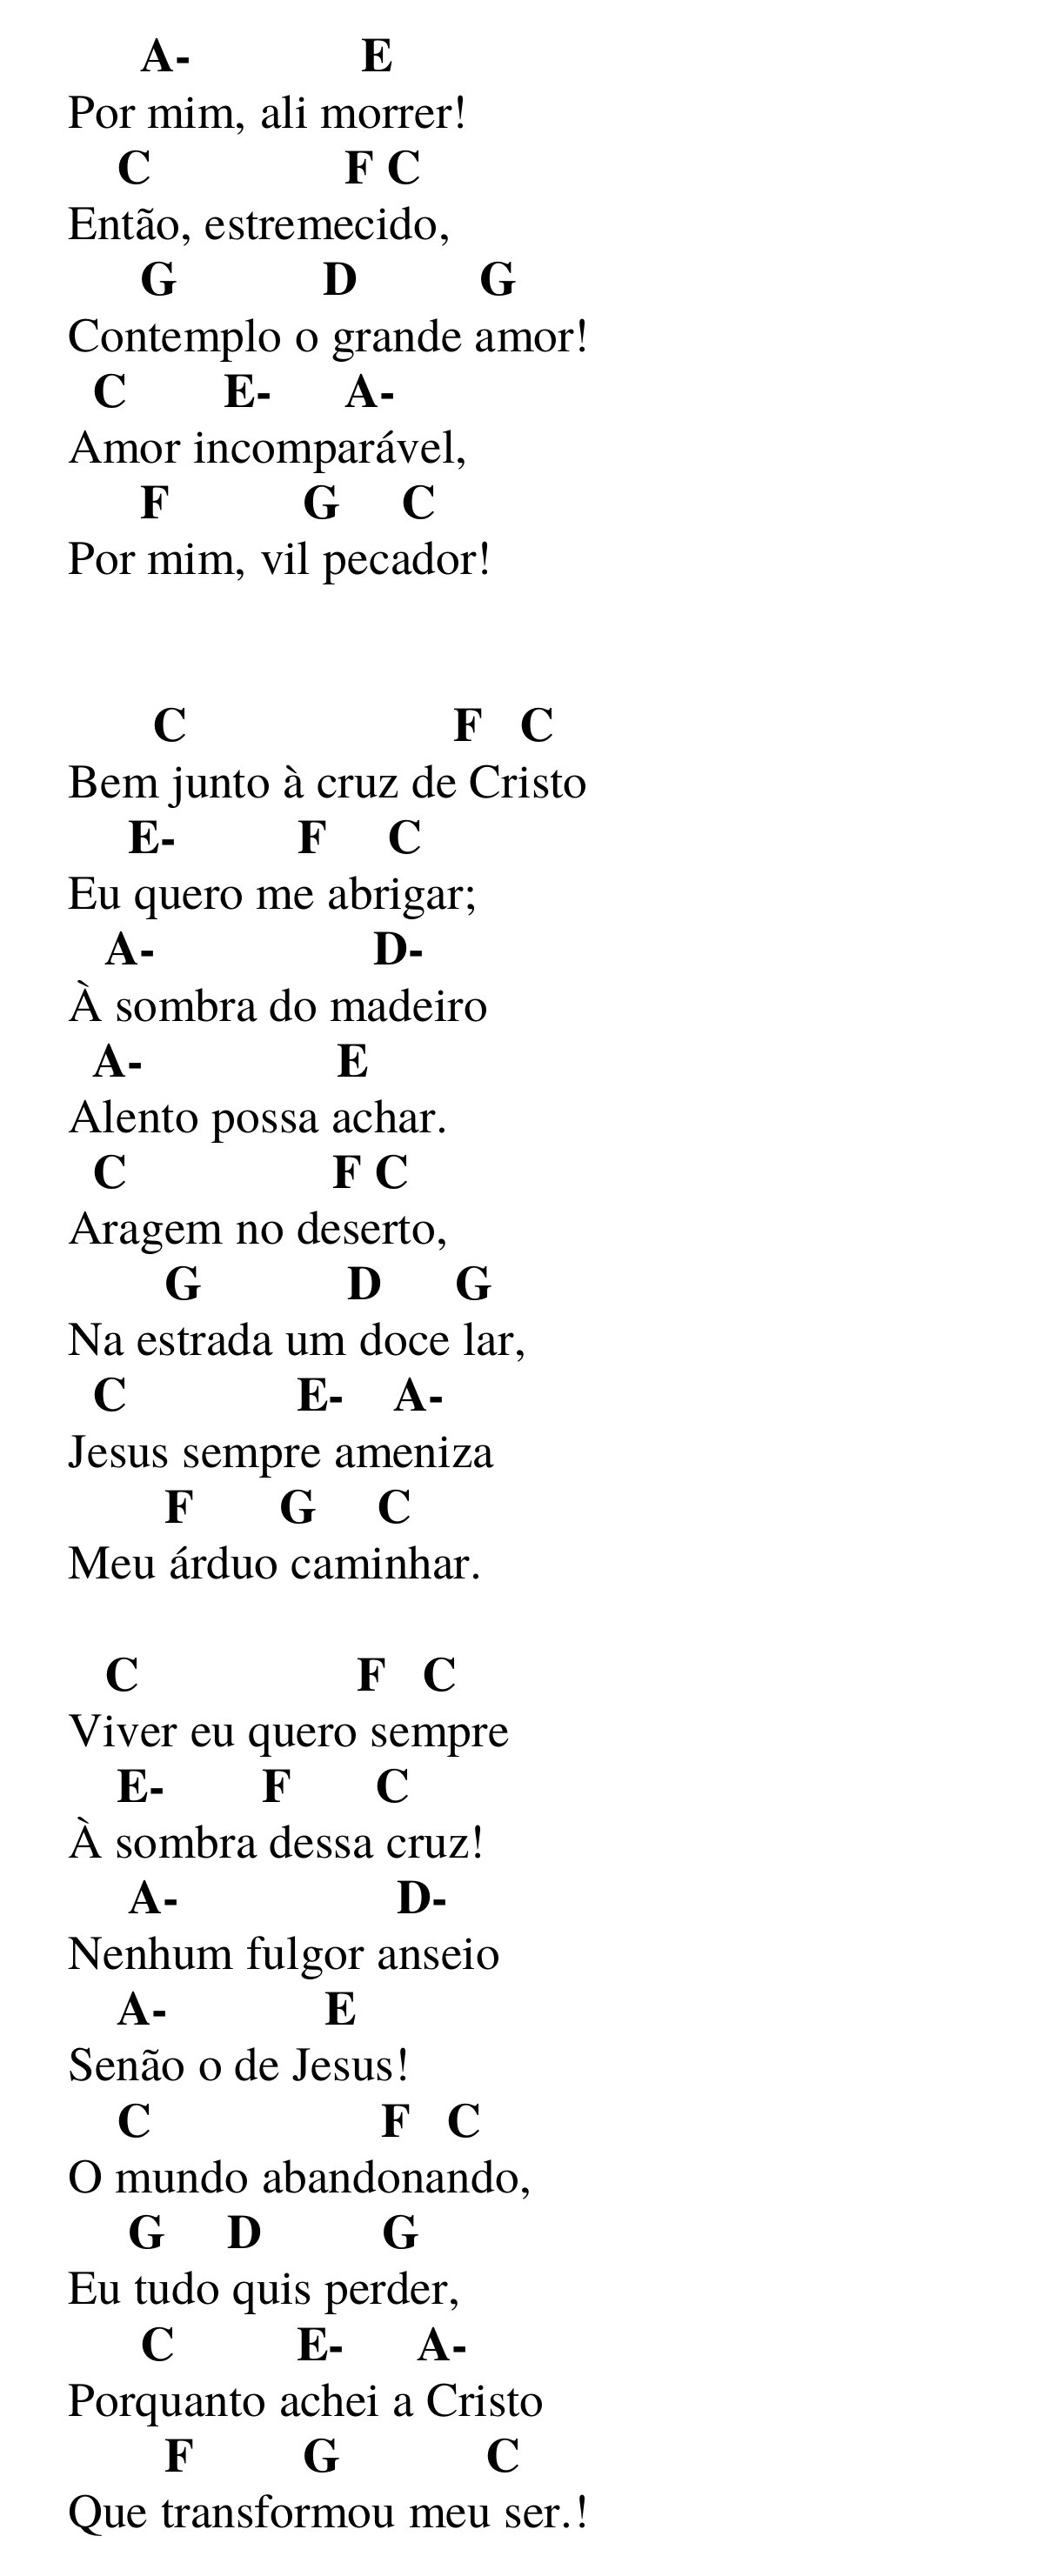 A- E
Por mim, ali morrer!
C F C
Então, estremecido,
G D G
Contemplo o grande amor!
C E- A-
Amor incomparável,
F G C
Por mim, vil pecador!
C F C
Bem junto à cruz de Cristo
E- F C
Eu quero me abrigar;
A- D-
À sombra do madeiro
A- E
Alento possa achar.
C F C
Aragem no deserto,
G D G
Na estrada um doce lar,
C E- A-
Jesus sempre ameniza
F G C
Meu árduo caminhar.
C F C
Viver eu quero sempre
E- F C
À sombra dessa cruz!
A- D-
Nenhum fulgor anseio
A- E
Senão o de Jesus!
C F C
O mundo abandonando,
G D G
Eu tudo quis perder,
C E- A-
Porquanto achei a Cristo
F G C
Que transformou meu ser.!